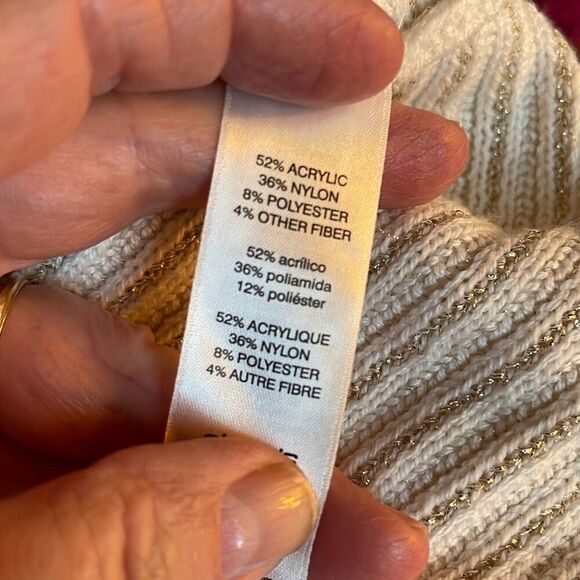 52% ACRYLIC
36% NYLON
8% POLYESTER
4% OTHER FIBER
52% acrílico
36% poliamida
12% poliéster
52% ACRYLIQUE
36% NYLON
8% POLYESTER
4% AUTRE FIBRE